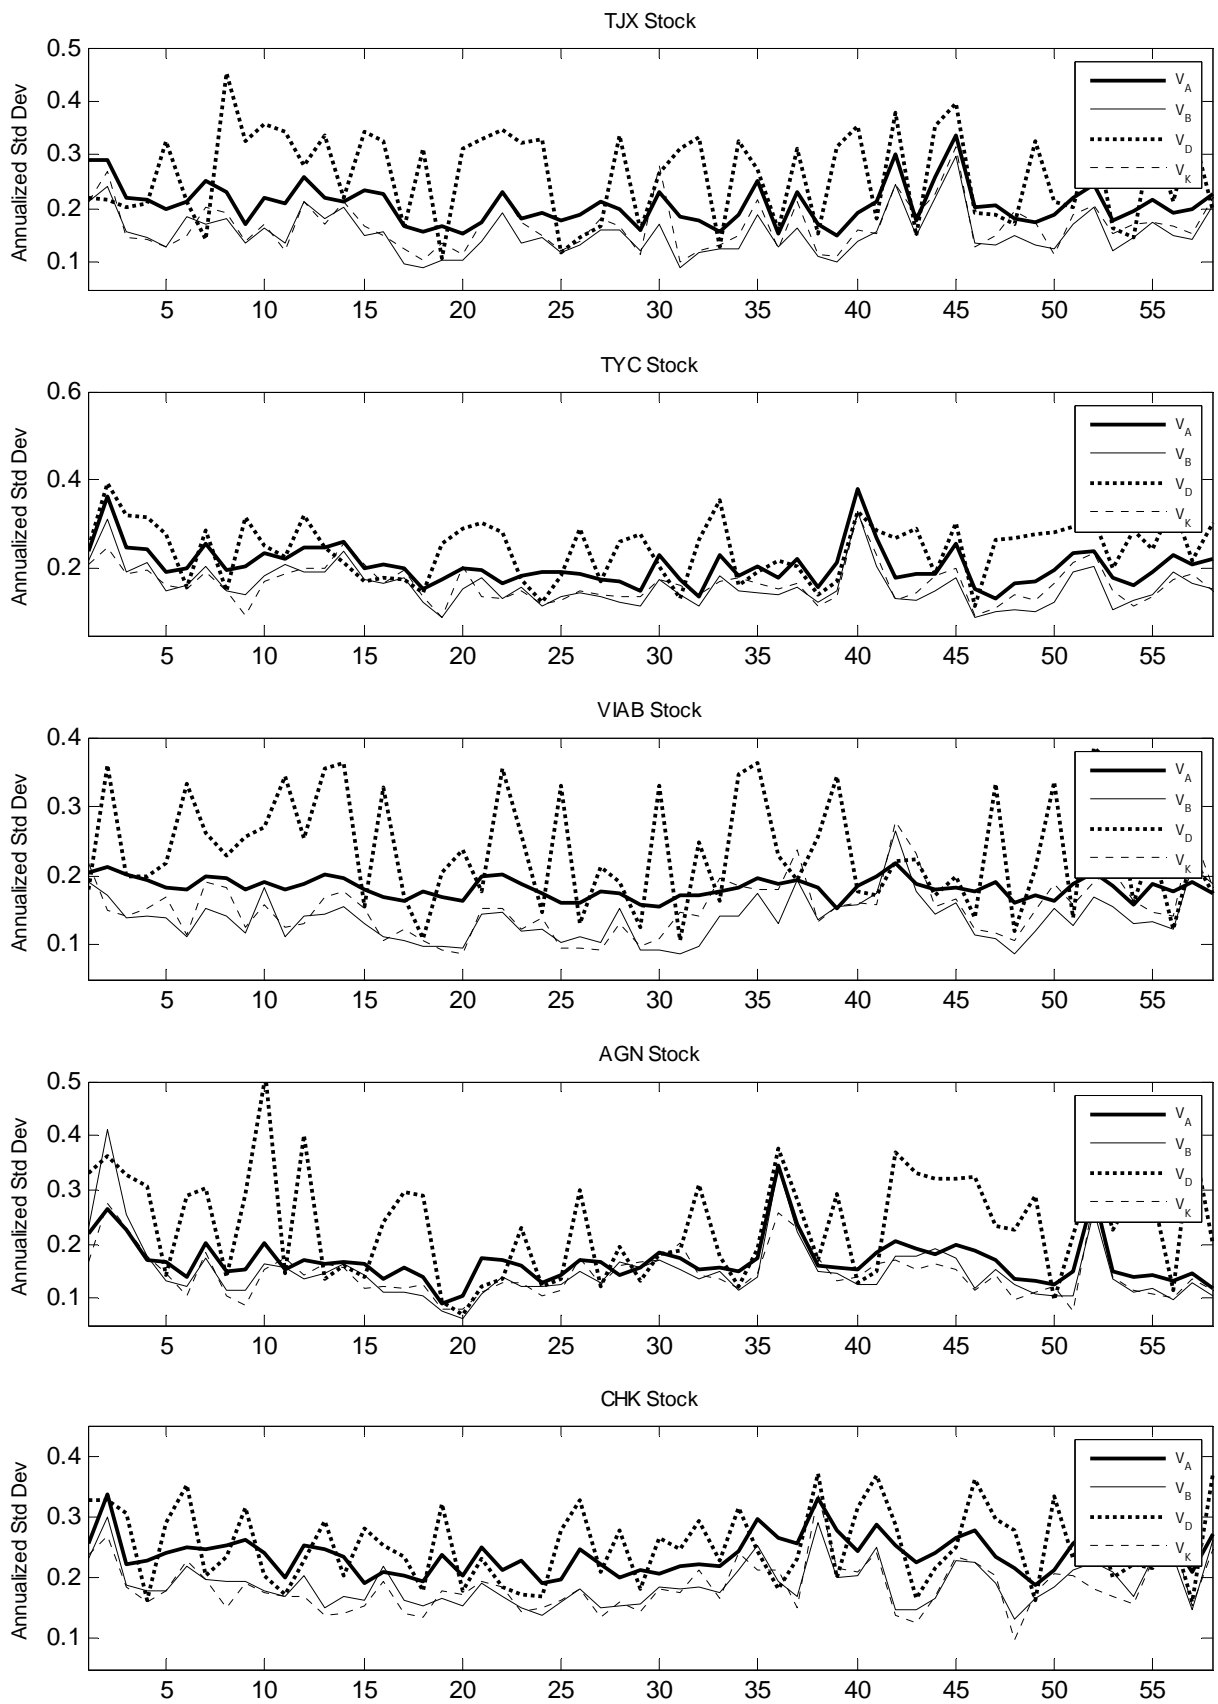 TJX Stock
Annualized Std Dev
0.5
0.4
0.3
0.2
0.1
V_A
V_B
V_D
V_K
5 10 15 20 25 30 35 40 45 50 55
TYC Stock
Annualized Std Dev
0.6
0.4
0.2
V_A
V_B
V_D
V_K
5 10 15 20 25 30 35 40 45 50 55
VIAB Stock
Annualized Std Dev
0.4
0.3
0.2
0.1
V_A
V_B
V_D
V_K
5 10 15 20 25 30 35 40 45 50 55
AGN Stock
Annualized Std Dev
0.5
0.4
0.3
0.2
0.1
V_A
V_B
V_D
V_K
5 10 15 20 25 30 35 40 45 50 55
CHK Stock
Annualized Std Dev
0.4
0.3
0.2
0.1
V_A
V_B
V_D
V_K
5 10 15 20 25 30 35 40 45 50 55